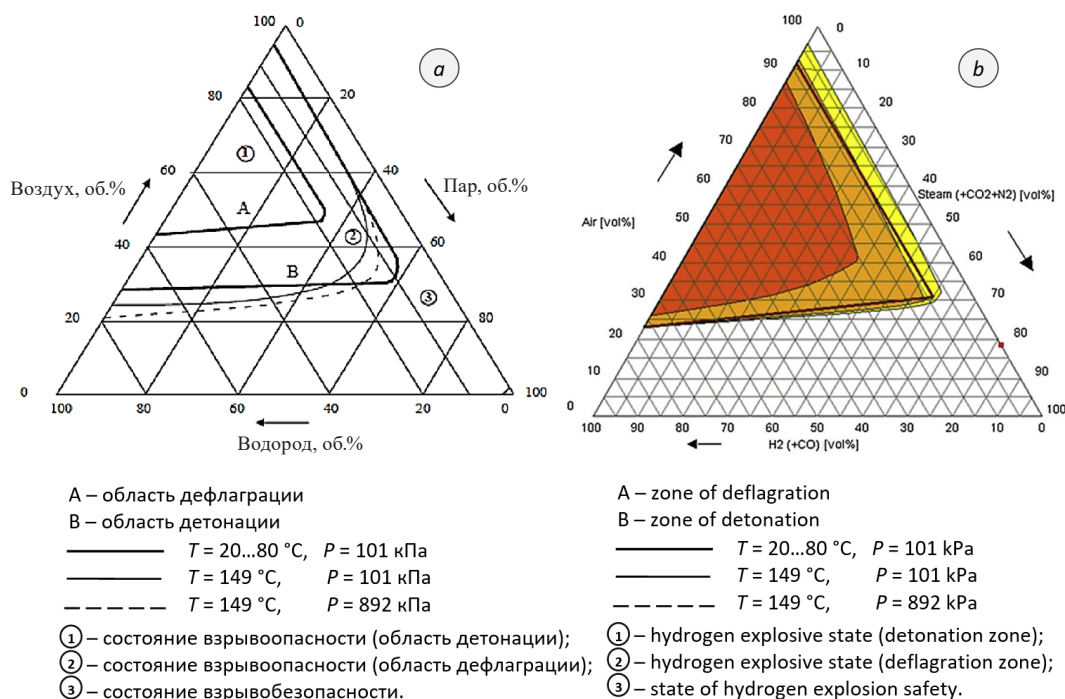 a
100
0
80
20
①
60
40
Воздух, об.%
Пар, об.%
A
②
40
60
B
③
20
80
0
100
80
60
40
20
0
100
Водород, об.%
b
100
0
90
10
80
20
70
30
60
40
Steam (+CO2+N2) [vol%]
Air [vol%]
50
50
40
60
30
70
20
80
10
90
0
100
100
90
80
70
60
50
40
30
20
10
0
H2 (+CO) [vol%]
A – область дефлаграции
B – область детонации
T = 20...80 °C, P = 101 кПа
T = 149 °C, P = 101 кПа
T = 149 °C, P = 892 кПа
① – состояние взрывоопасности (область детонации);
② – состояние взрывоопасности (область дефлаграции);
③ – состояние взрывобезопасности.
A – zone of deflagration
B – zone of detonation
T = 20...80 °C, P = 101 kPa
T = 149 °C, P = 101 kPa
T = 149 °C, P = 892 kPa
① – hydrogen explosive state (detonation zone);
② – hydrogen explosive state (deflagration zone);
③ – state of hydrogen explosion safety.